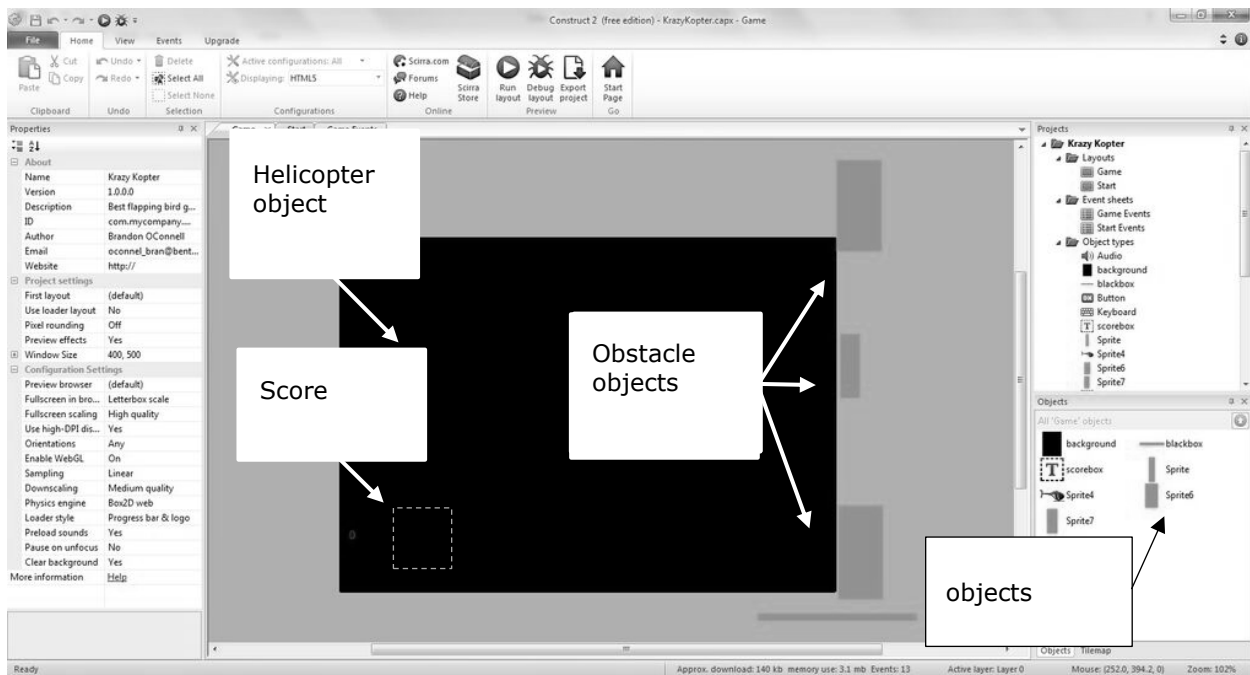 Construct 2 (free edition) - KrazyKopter.capx - Game
File Home View Events Upgrade
Paste
Cut
Copy
Clipboard
Undo
Redo
Undo
Delete
Select All
Select None
Selection
Active configurations: All
Displaying: HTML5
Configurations
Scirra.com
Forums
Help
Scirra Store
Online
Run layout
Debug layout
Export project
Preview
Start Page
Go
Properties
About
Name Krazy Kopter
Version 1.0.0.0
Description Best flapping bird g...
ID com.mycompany....
Author Brandon OConnell
Email oconnel_bran@bent...
Website http://
Project settings
First layout (default)
Use loader layout No
Pixel rounding Off
Preview effects Yes
Window Size 400, 500
Configuration Settings
Preview browser (default)
Fullscreen in bro... Letterbox scale
Fullscreen scaling High quality
Use high-DPI dis... Yes
Orientations Any
Enable WebGL On
Sampling Linear
Downscaling Medium quality
Physics engine Box2D web
Loader style Progress bar & logo
Preload sounds Yes
Pause on unfocus No
Clear background Yes
More information Help
Helicopter
object
Score
0
Obstacle
objects
Projects
Krazy Kopter
Layouts
Game
Start
Event sheets
Game Events
Start Events
Object types
Audio
background
blackbox
Button
Keyboard
scorebox
Sprite
Sprite4
Sprite6
Sprite7
Objects
All 'Game' objects
background
blackbox
scorebox
Sprite
Sprite4
Sprite6
Sprite7
objects
Objects Tilemap
Ready
Approx. download: 140 kb memory use: 3.1 mb Events: 13
Active layer: Layer 0
Mouse: (252.0, 394.2, 0)
Zoom: 102%